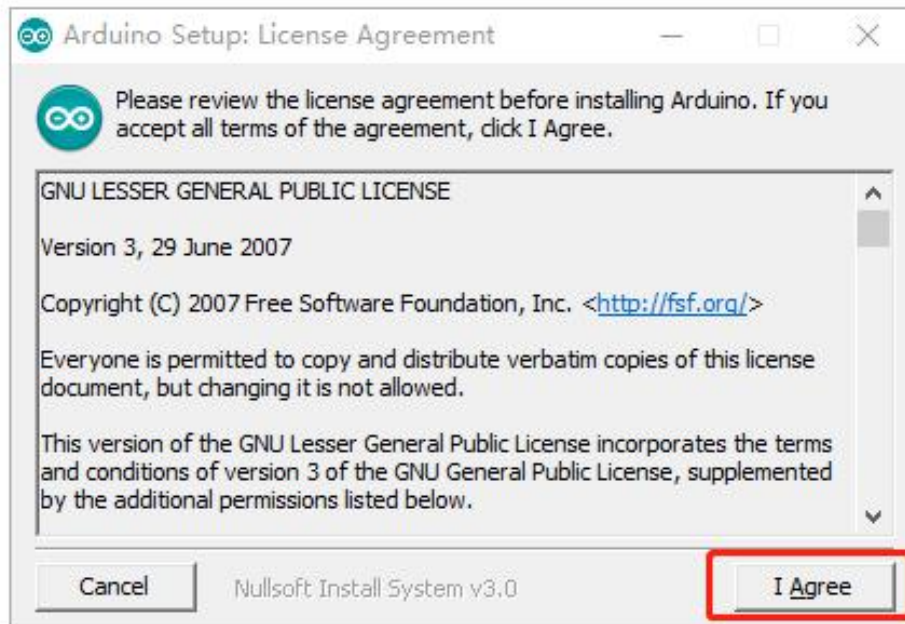 Arduino Setup: License Agreement
Please review the license agreement before installing Arduino. If you
accept all terms of the agreement, click I Agree.
GNU LESSER GENERAL PUBLIC LICENSE
Version 3, 29 June 2007
Copyright (C) 2007 Free Software Foundation, Inc. <http://fsf.org/>
Everyone is permitted to copy and distribute verbatim copies of this license
document, but changing it is not allowed.
This version of the GNU Lesser General Public License incorporates the terms
and conditions of version 3 of the GNU General Public License, supplemented
by the additional permissions listed below.
Cancel
Nullsoft Install System v3.0
I Agree